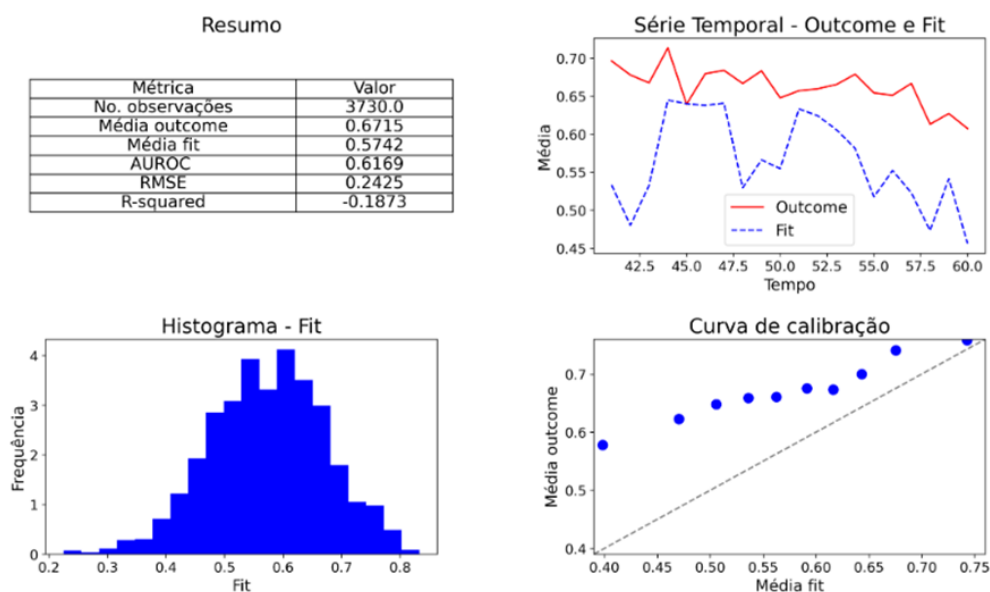 Resumo
Métrica Valor
No. observações 3730.0
Média outcome 0.6715
Média fit 0.5742
AUROC 0.6169
RMSE 0.2425
R-squared -0.1873
Série Temporal - Outcome e Fit
Média
0.70
0.65
0.60
0.55
0.50
0.45
Outcome
Fit
42.5 45.0 47.5 50.0 52.5 55.0 57.5 60.0
Tempo
Histograma - Fit
Frequência
4
3
2
1
0
0.2 0.3 0.4 0.5 0.6 0.7 0.8
Fit
Curva de calibração
Média outcome
0.7
0.6
0.5
0.4
0.40 0.45 0.50 0.55 0.60 0.65 0.70 0.75
Média fit